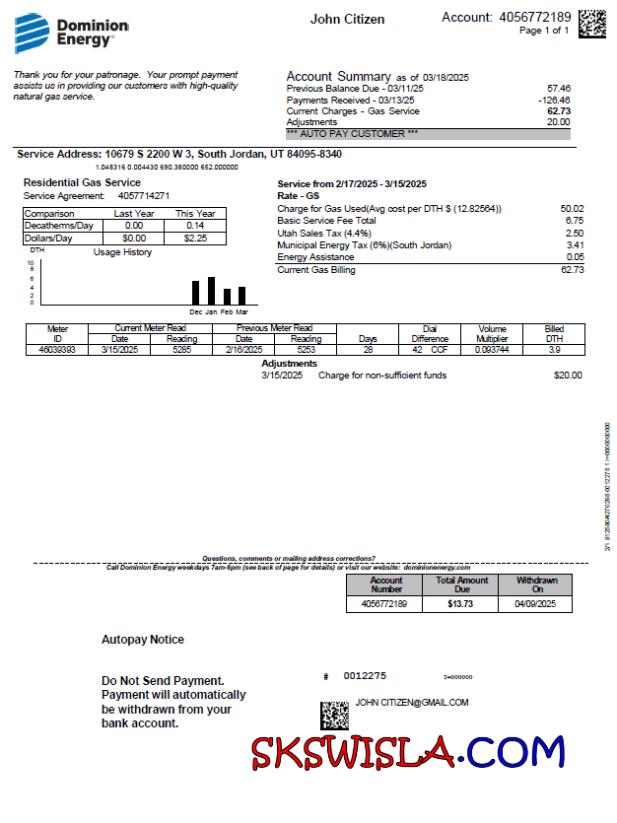 Dominion
Energy®
John Citizen
Account: 4056772189
Page 1 of 1
Thank you for your patronage. Your prompt payment
assists us in providing our customers with high-quality
natural gas service.
Account Summary as of 03/18/2025
Previous Balance Due - 03/11/25 57.46
Payments Received - 03/13/25 -126.46
Current Charges - Gas Service 62.73
Adjustments 20.00
*** AUTO PAY CUSTOMER ***
Service Address: 10679 S 2200 W 3, South Jordan, UT 84095-8340
1.048316 0.004430 690.380000 652.000000
Residential Gas Service
Service Agreement: 4057714271
Comparison Last Year This Year
Decatherms/Day 0.00 0.14
Dollars/Day $0.00 $2.25
DTH Usage History
10
8
6
4
2
0
Dec Jan Feb Mar
Service from 2/17/2025 - 3/15/2025
Rate - GS
Charge for Gas Used(Avg cost per DTH $ (12.82564)) 50.02
Basic Service Fee Total 6.75
Utah Sales Tax (4.4%) 2.50
Municipal Energy Tax (6%)(South Jordan) 3.41
Energy Assistance 0.05
Current Gas Billing 62.73
Meter ID Current Meter Read Previous Meter Read Days Dial Difference Volume Multiplier Billed DTH
Date Reading Date Reading
46039393 3/15/2025 5285 2/16/2025 5253 28 42 CCF 0.093744 3.9
Adjustments
3/15/2025 Charge for non-sufficient funds $20.00
Questions, comments or mailing address corrections?
Call Dominion Energy weekdays 7am-6pm (see back of page for details) or visit our website: dominionenergy.com
Account Number Total Amount Due Withdrawn On
4056772189 $13.73 04/09/2025
Autopay Notice
Do Not Send Payment.
Payment will automatically
be withdrawn from your
bank account.
# 0012275
JOHN CITIZEN@GMAIL.COM
SKSWISLA.COM